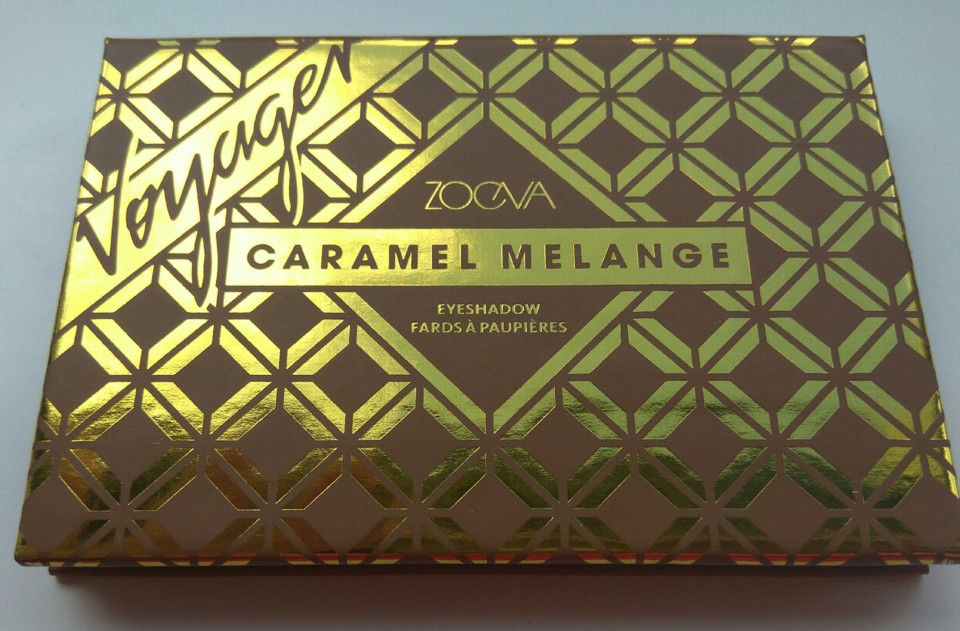 Voyager
ZOEVA
CARAMEL MELANGE
EYESHADOW
FARDS À PAUPIÈRES